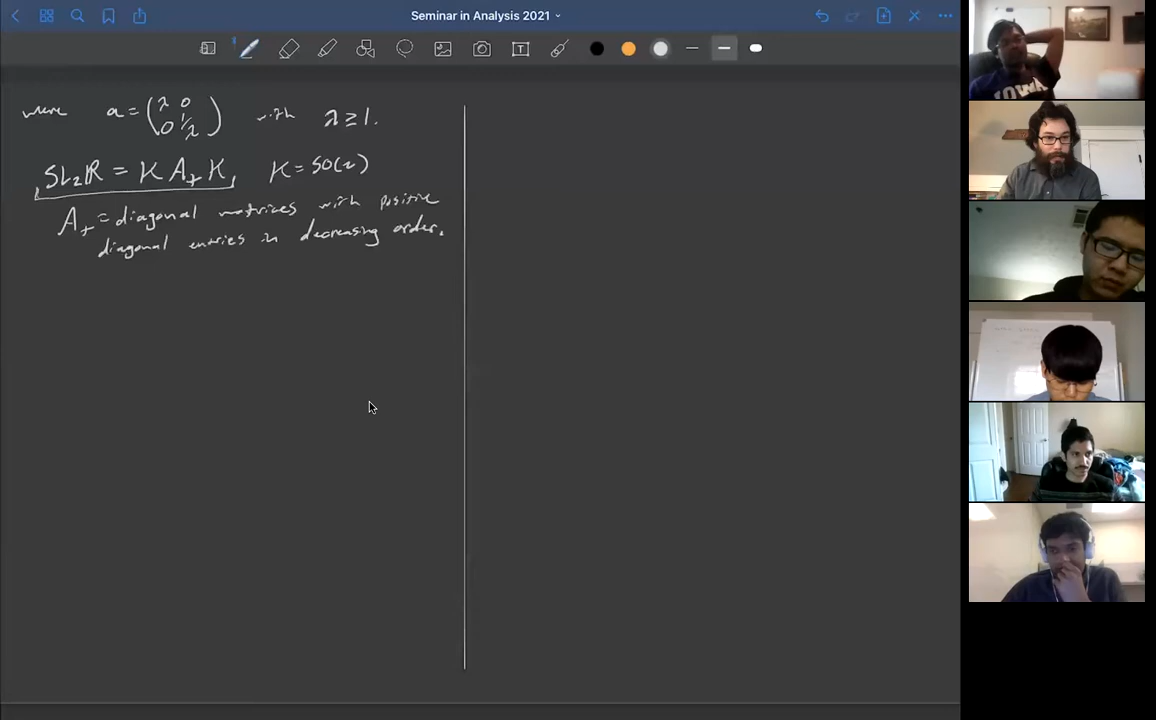 Seminar in Analysis 2021
where a = (λ 0
0 1/λ) with λ ≥ 1.
SL₂ℝ = K A₊ K, K = SO(2)
A₊ = diagonal matrices with positive
diagonal entries in decreasing order.
IOWA